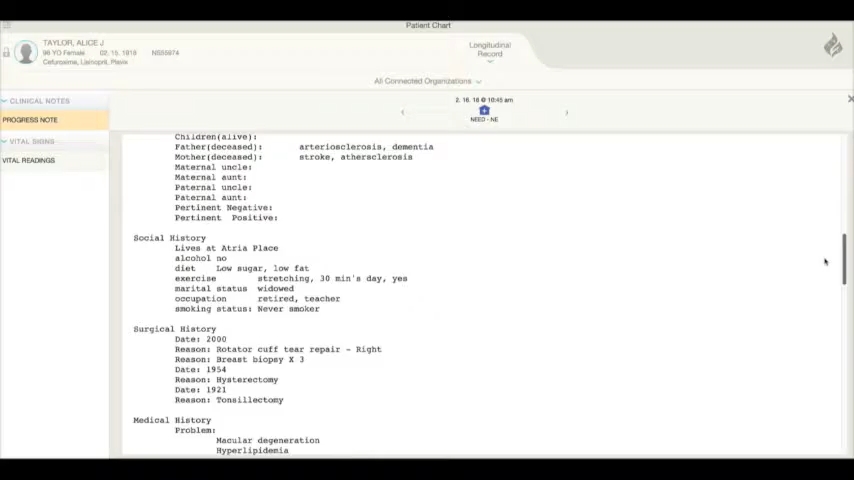 Patient Chart
TAYLOR, ALICE J
96 YO Female 02. 15. 1919 N555974
Cefuroxime, Lisinopril, Plavix
Longitudinal
Record
All Connected Organizations
CLINICAL NOTES
PROGRESS NOTE
VITAL SIGNS
VITAL READINGS
2. 16. 16 @ 10:45 am
NEED - NE
Children(alive):
Father(deceased): arteriosclerosis, dementia
Mother(deceased): stroke, athersclerosis
Maternal uncle:
Maternal aunt:
Paternal uncle:
Paternal aunt:
Pertinent Negative:
Pertinent Positive:
Social History
Lives at Atria Place
alcohol no
diet Low sugar, low fat
exercise stretching, 30 min's day, yes
marital status widowed
occupation retired, teacher
smoking status: Never smoker
Surgical History
Date: 2000
Reason: Rotator cuff tear repair - Right
Reason: Breast biopsy X 3
Date: 1954
Reason: Hysterectomy
Date: 1921
Reason: Tonsillectomy
Medical History
Problem:
Macular degeneration
Hyperlipidemia